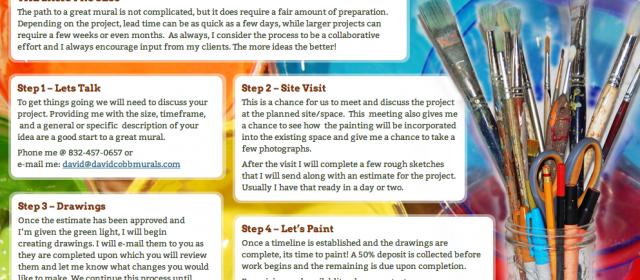 The path to a great mural is not complicated, but it does require a fair amount of preparation.
Depending on the project, lead time can be as quick as a few days, while larger projects can
require a few weeks or even months. As always, I consider the process to be a collaborative
effort and I always encourage input from my clients. The more ideas the better!
Step 1 – Lets Talk
To get things going we will need to discuss your
project. Providing me with the size, timeframe,
and a general or specific description of your
idea are a good start to a great mural.
Phone me @ 832-457-0657 or
e-mail me: david@davidcobbmurals.com
Step 2 – Site Visit
This is a chance for us to meet and discuss the project
at the planned site/space. This meeting also gives me
a chance to see how the painting will be incorporated
into the existing space and give me a chance to take a
few photographs.
After the visit I will complete a few rough sketches
that I will send along with an estimate for the project.
Usually I have that ready in a day or two.
Step 3 – Drawings
Once the estimate has been approved and
I'm given the green light, I will begin
creating drawings. I will e-mail them to you as
they are completed upon which you will review
them and let me know what changes you would
like to make. We continue this process until
Step 4 – Let's Paint
Once a timeline is established and the drawings are
complete, its time to paint! A 50% deposit is collected before
work begins and the remaining is due upon completion.